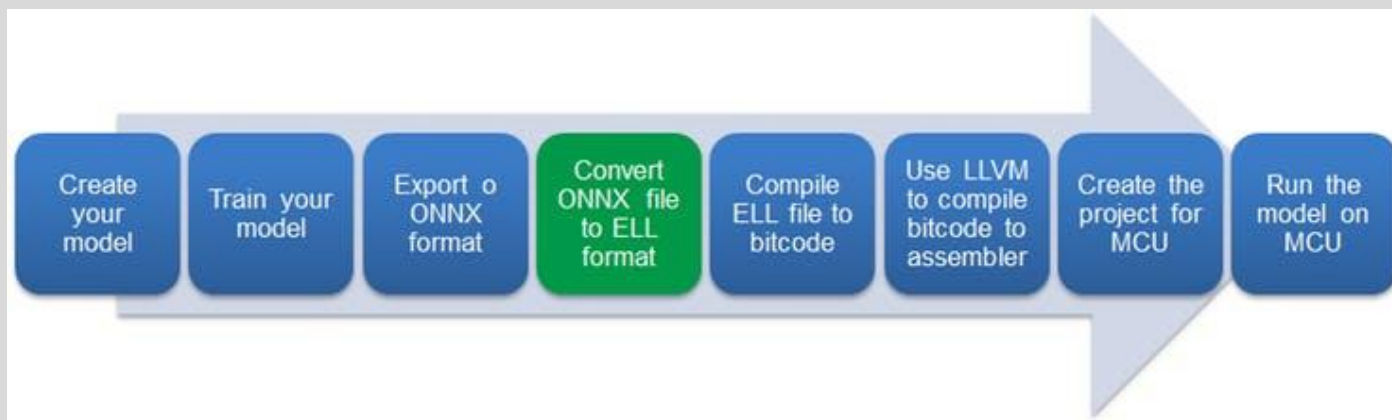 Create
your
model
Train your
model
Export o
ONNX
format
Convert
ONNX file
to ELL
format
Compile
ELL file to
bitcode
Use LLVM
to compile
bitcode to
assembler
Create the
project for
MCU
Run the
model on
MCU